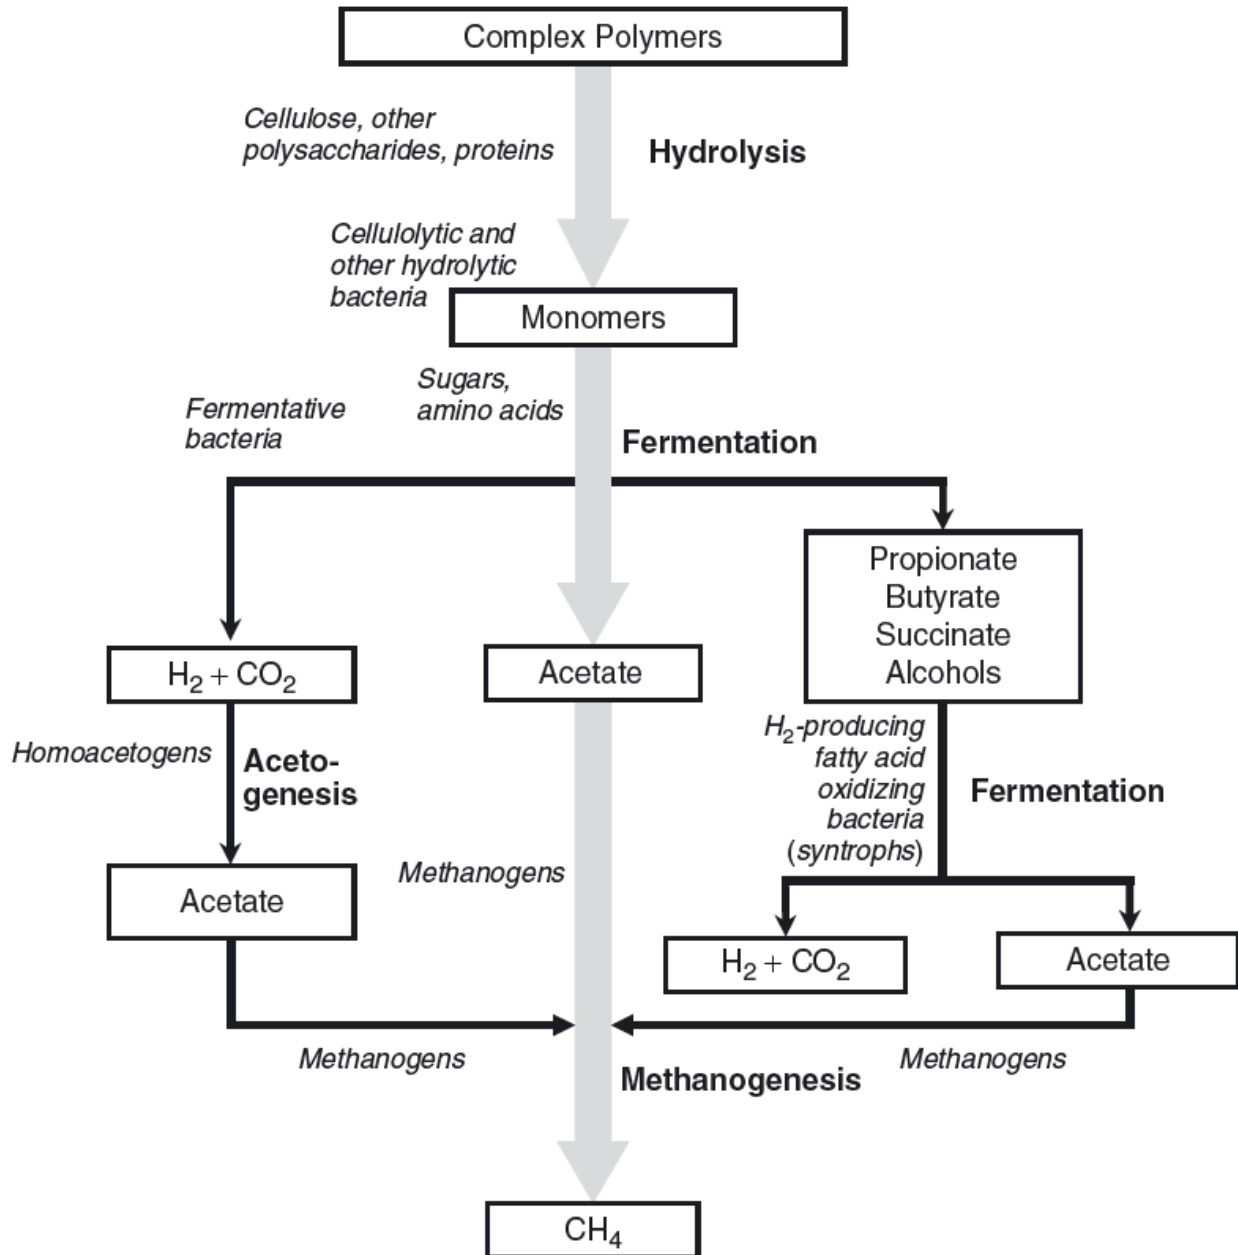 Complex Polymers
Cellulose, other
polysaccharides, proteins
Hydrolysis
Cellulolytic and
other hydrolytic
bacteria
Monomers
Sugars,
amino acids
Fermentative
bacteria
Fermentation
Propionate
Butyrate
Succinate
Alcohols
H₂ + CO₂
Acetate
H₂-producing
fatty acid
oxidizing
bacteria
(syntrophs)
Homoacetogens
Aceto-
genesis
Fermentation
Methanogens
Acetate
H₂ + CO₂
Acetate
Methanogens
Methanogens
Methanogenesis
CH₄